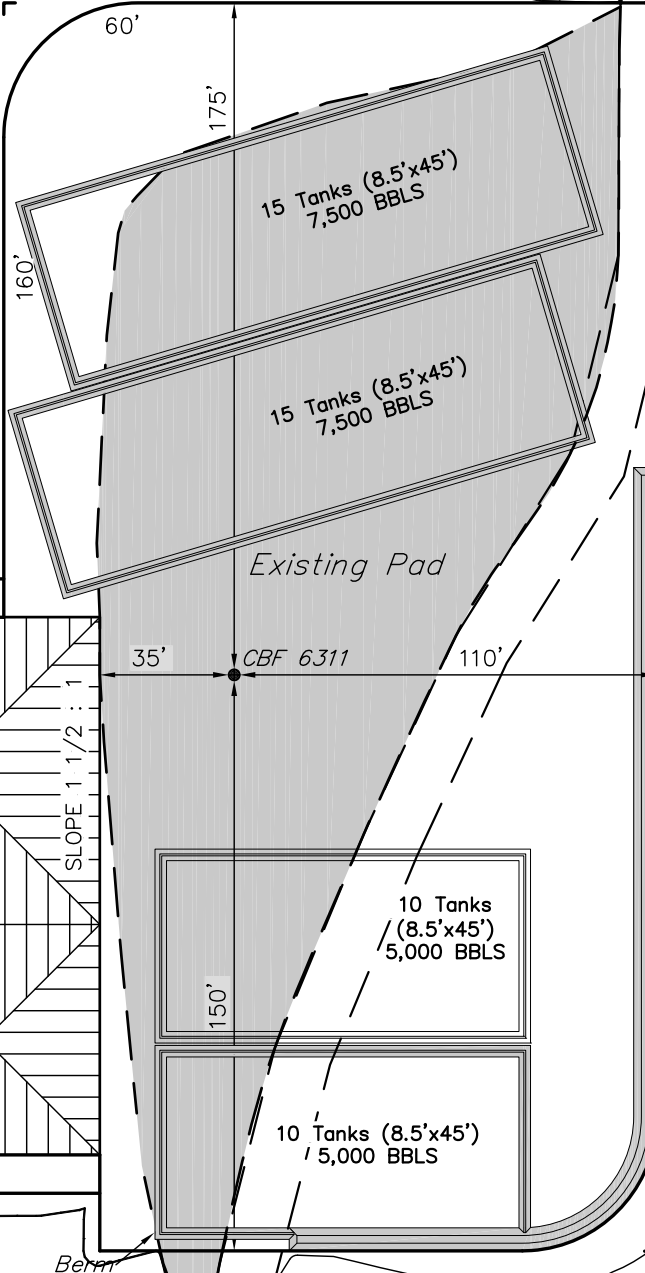 60'
175'
15 Tanks (8.5'x45')
7,500 BBLS
160'
15 Tanks (8.5'x45')
7,500 BBLS
Existing Pad
35'
CBF 6311
110'
SLOPE 1 1/2 : 1
10 Tanks
(8.5'x45')
5,000 BBLS
150'
10 Tanks (8.5'x45')
5,000 BBLS
Berm